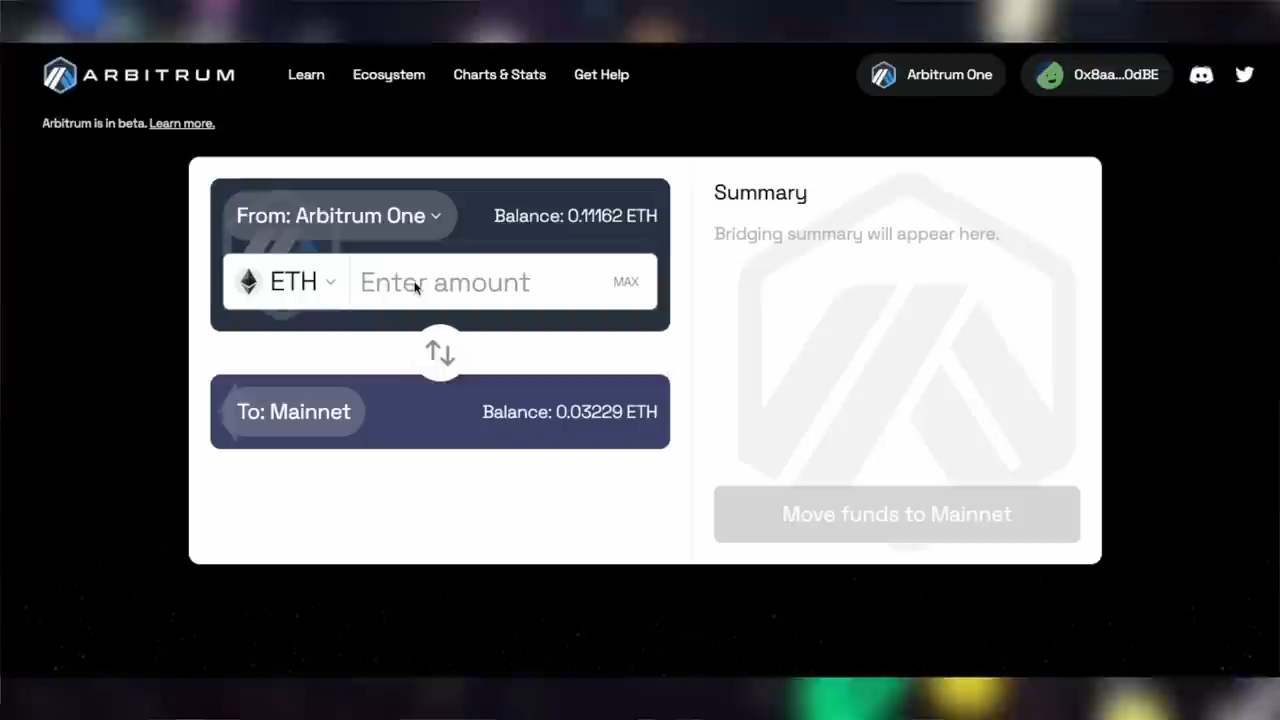 ARBITRUM Learn Ecosystem Charts & Stats Get Help Arbitrum One 0x8aa...0dBE
Arbitrum is in beta. Learn more.
From: Arbitrum One Balance: 0.11162 ETH
ETH Enter amount MAX
To: Mainnet Balance: 0.03229 ETH
Summary
Bridging summary will appear here.
Move funds to Mainnet